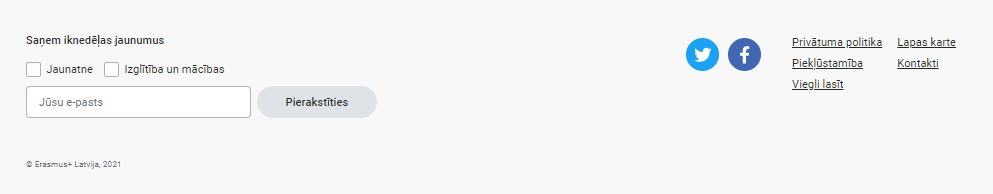 Saņem iknedēļas jaunumus
Jaunatne Izglītība un mācības
Jūsu e-pasts Pierakstīties
© Erasmus+ Latvija, 2021
Privātuma politika Lapas karte
Piekļūstamība Kontakti
Viegli lasīt